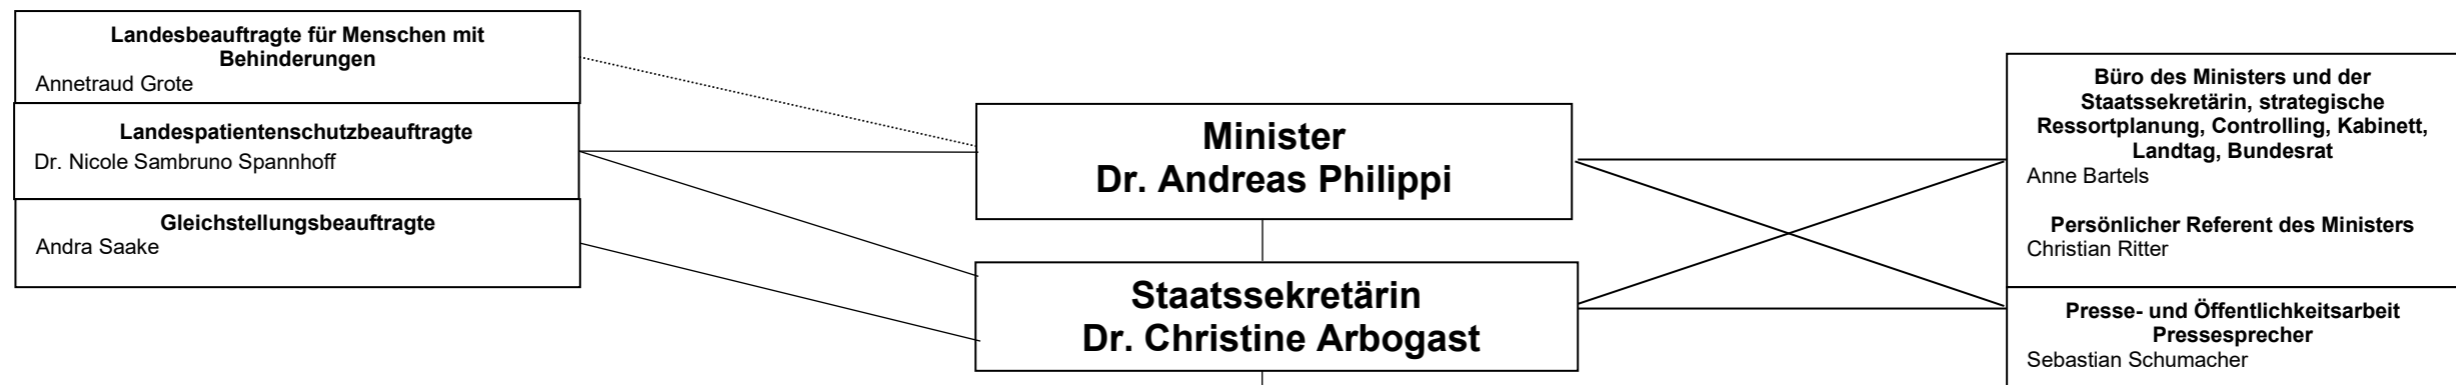 Landesbeauftragte für Menschen mit
Behinderungen
Annetraud Grote
Landespatientenschutzbeauftragte
Dr. Nicole Sambruno Spannhoff
Gleichstellungsbeauftragte
Andra Saake
Minister
Dr. Andreas Philippi
Staatssekretärin
Dr. Christine Arbogast
Büro des Ministers und der
Staatssekretärin, strategische
Ressortplanung, Controlling, Kabinett,
Landtag, Bundesrat
Anne Bartels
Persönlicher Referent des Ministers
Christian Ritter
Presse- und Öffentlichkeitsarbeit
Pressesprecher
Sebastian Schumacher